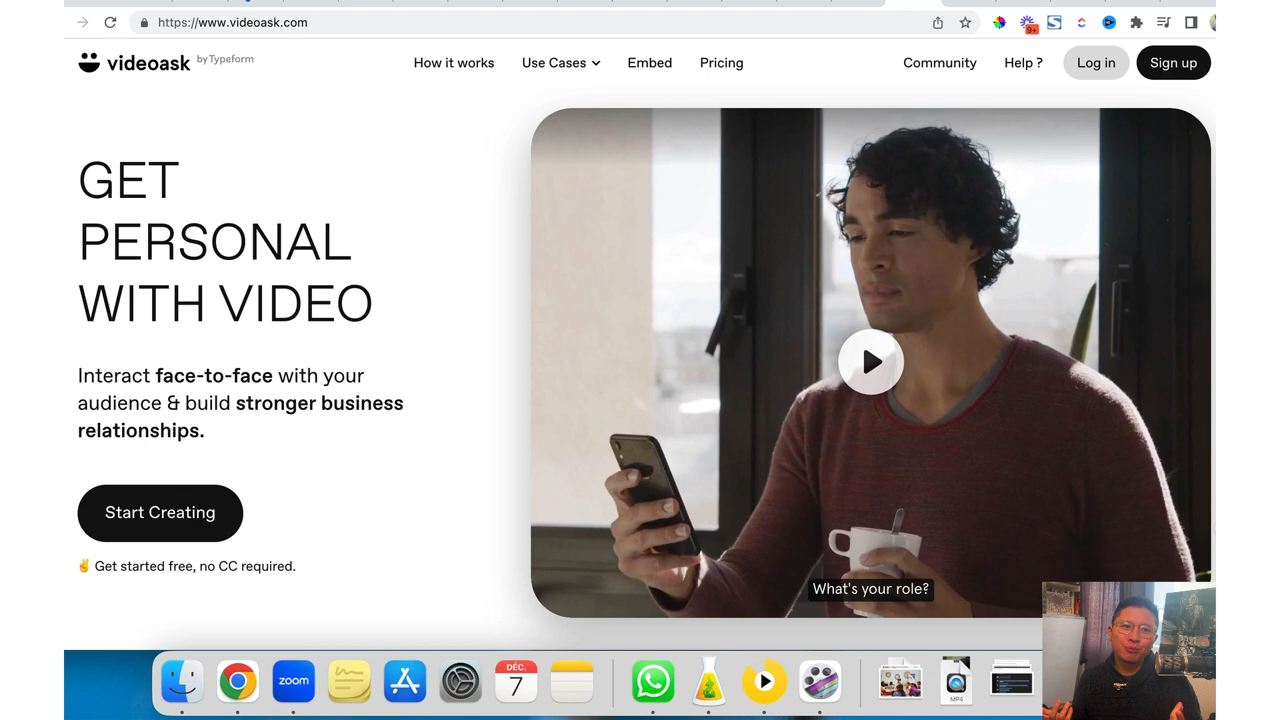 https://www.videoask.com
9+
videoask by Typeform
How it works
Use Cases
Embed
Pricing
Community
Help ?
Log in
Sign up
GET
PERSONAL
WITH VIDEO
Interact face-to-face with your
audience & build stronger business
relationships.
Start Creating
✌️ Get started free, no CC required.
What's your role?
zoom
DÉC.
7
MP4